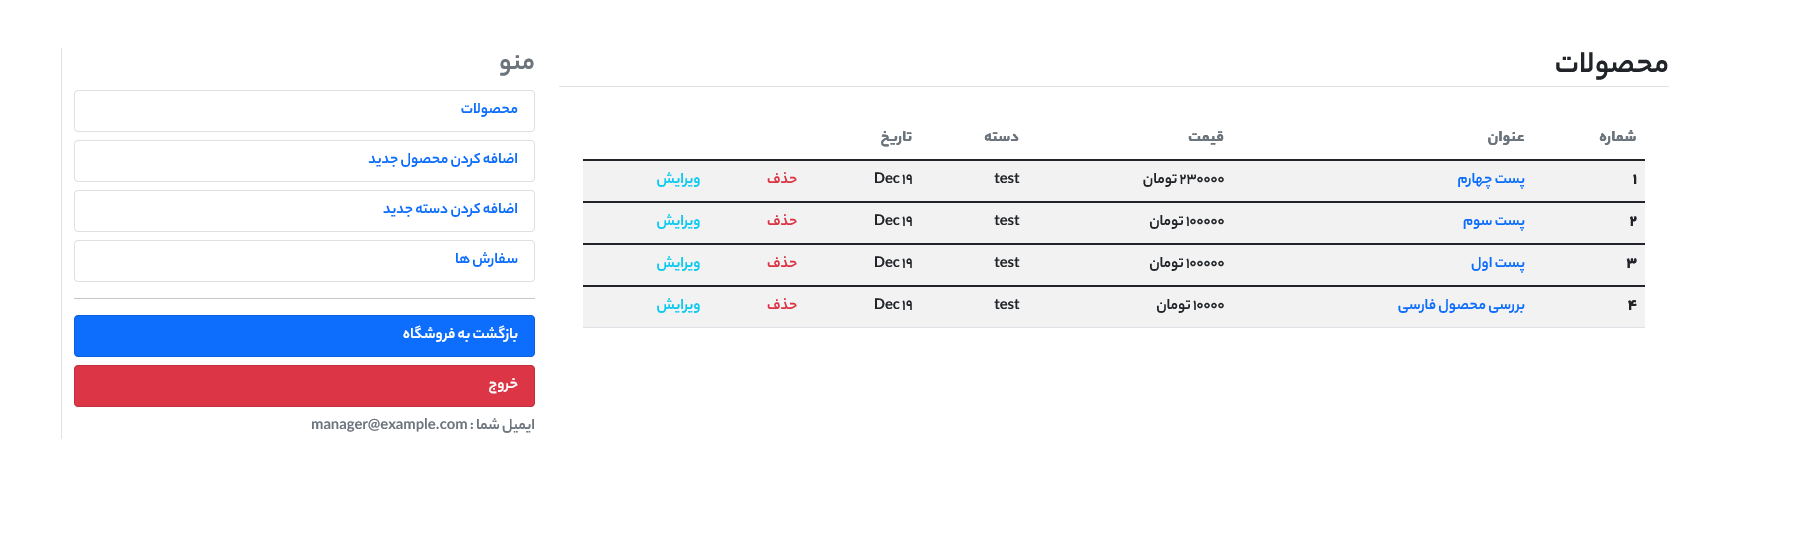 محصولات
شماره عنوان قیمت دسته تاریخ
۱ پست چهارم ۲۳۰۰۰۰ تومان test Dec ۱۹ حذف ویرایش
۲ پست سوم ۱۰۰۰۰۰ تومان test Dec ۱۹ حذف ویرایش
۳ پست اول ۱۰۰۰۰۰ تومان test Dec ۱۹ حذف ویرایش
۴ بررسی محصول فارسی ۱۰۰۰۰ تومان test Dec ۱۹ حذف ویرایش
منو
محصولات
اضافه کردن محصول جدید
اضافه کردن دسته جدید
سفارش ها
بازگشت به فروشگاه
خروج
ایمیل شما : manager@example.com